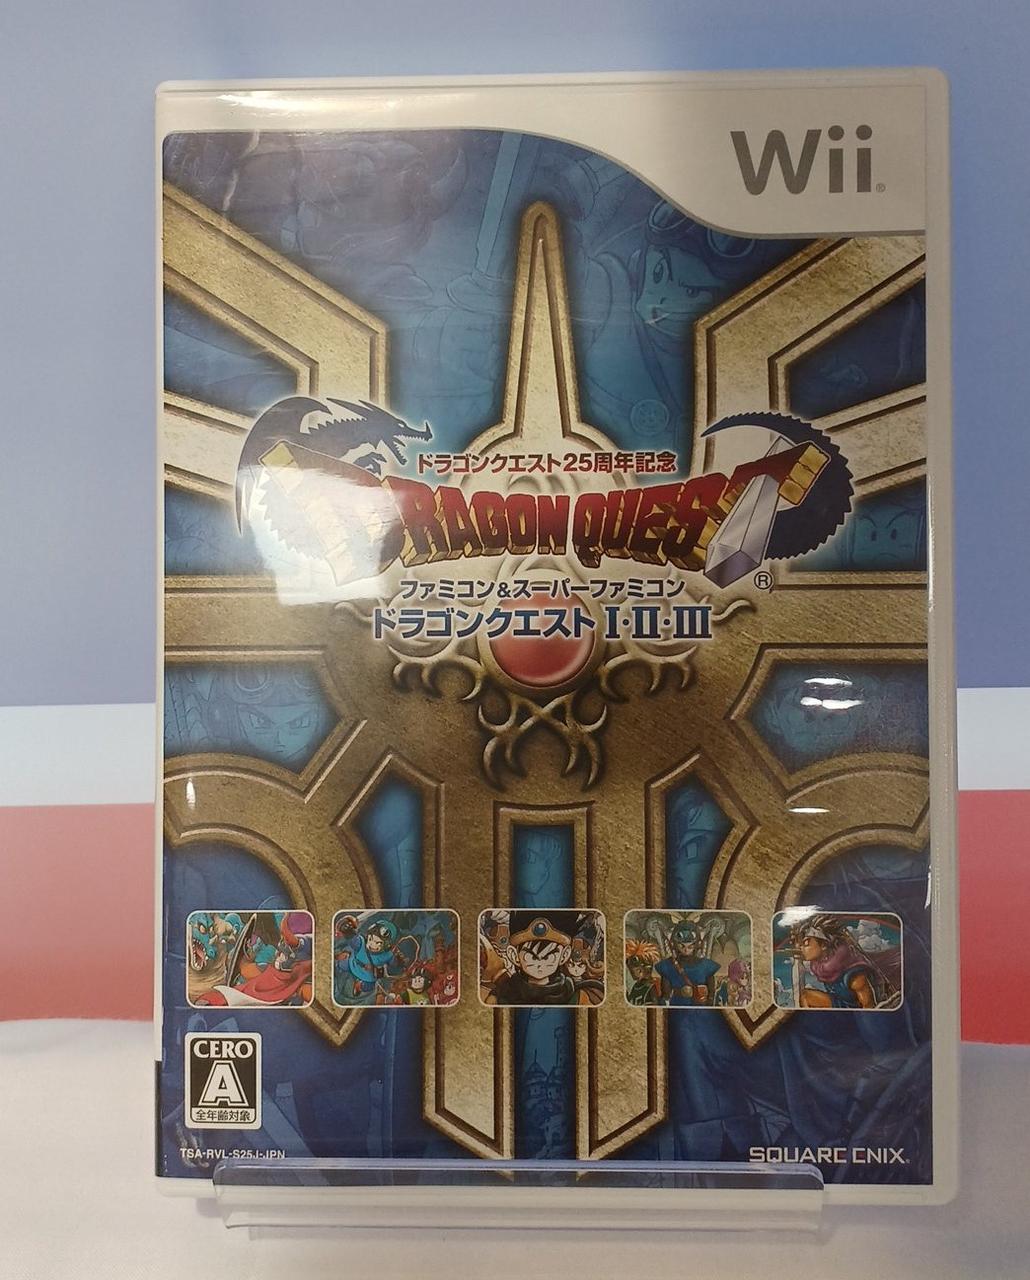 Wii®
ドラゴンクエスト25周年記念
DRAGON QUEST®
ファミコン&スーパーファミコン
ドラゴンクエスト I・II・III
CERO
A
全年齢対象
TSA-RVL-S25J-JPN
SQUARE ENIX.